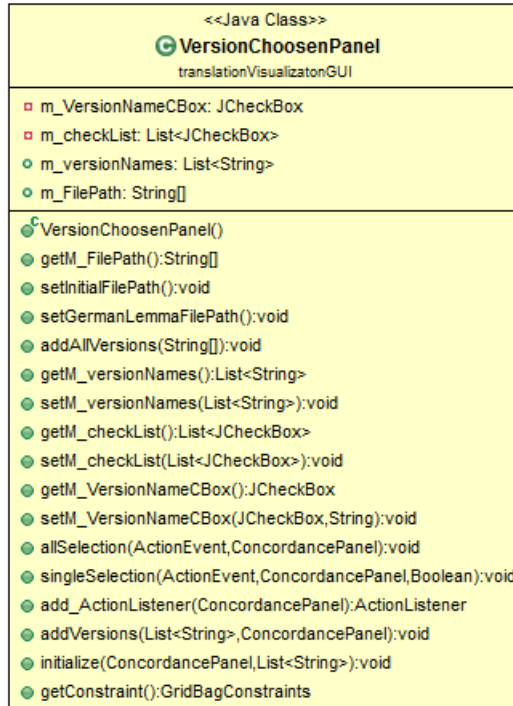 <<Java Class>>
C VersionChoosenPanel
translationVisualizatonGUI
m_VersionNameCBox: JCheckBox
m_checkList: List<JCheckBox>
m_versionNames: List<String>
m_FilePath: String[]
C VersionChoosenPanel()
getM_FilePath():String[]
setInitialFilePath():void
setGermanLemmaFilePath():void
addAllVersions(String[]):void
getM_versionNames():List<String>
setM_versionNames(List<String>):void
getM_checkList():List<JCheckBox>
setM_checkList(List<JCheckBox>):void
getM_VersionNameCBox():JCheckBox
setM_VersionNameCBox(JCheckBox,String):void
allSelection(ActionEvent,ConcordancePanel):void
singleSelection(ActionEvent,ConcordancePanel,Boolean):void
add_ActionListener(ConcordancePanel):ActionListener
addVersions(List<String>,ConcordancePanel):void
initialize(ConcordancePanel,List<String>):void
getConstraint():GridBagConstraints